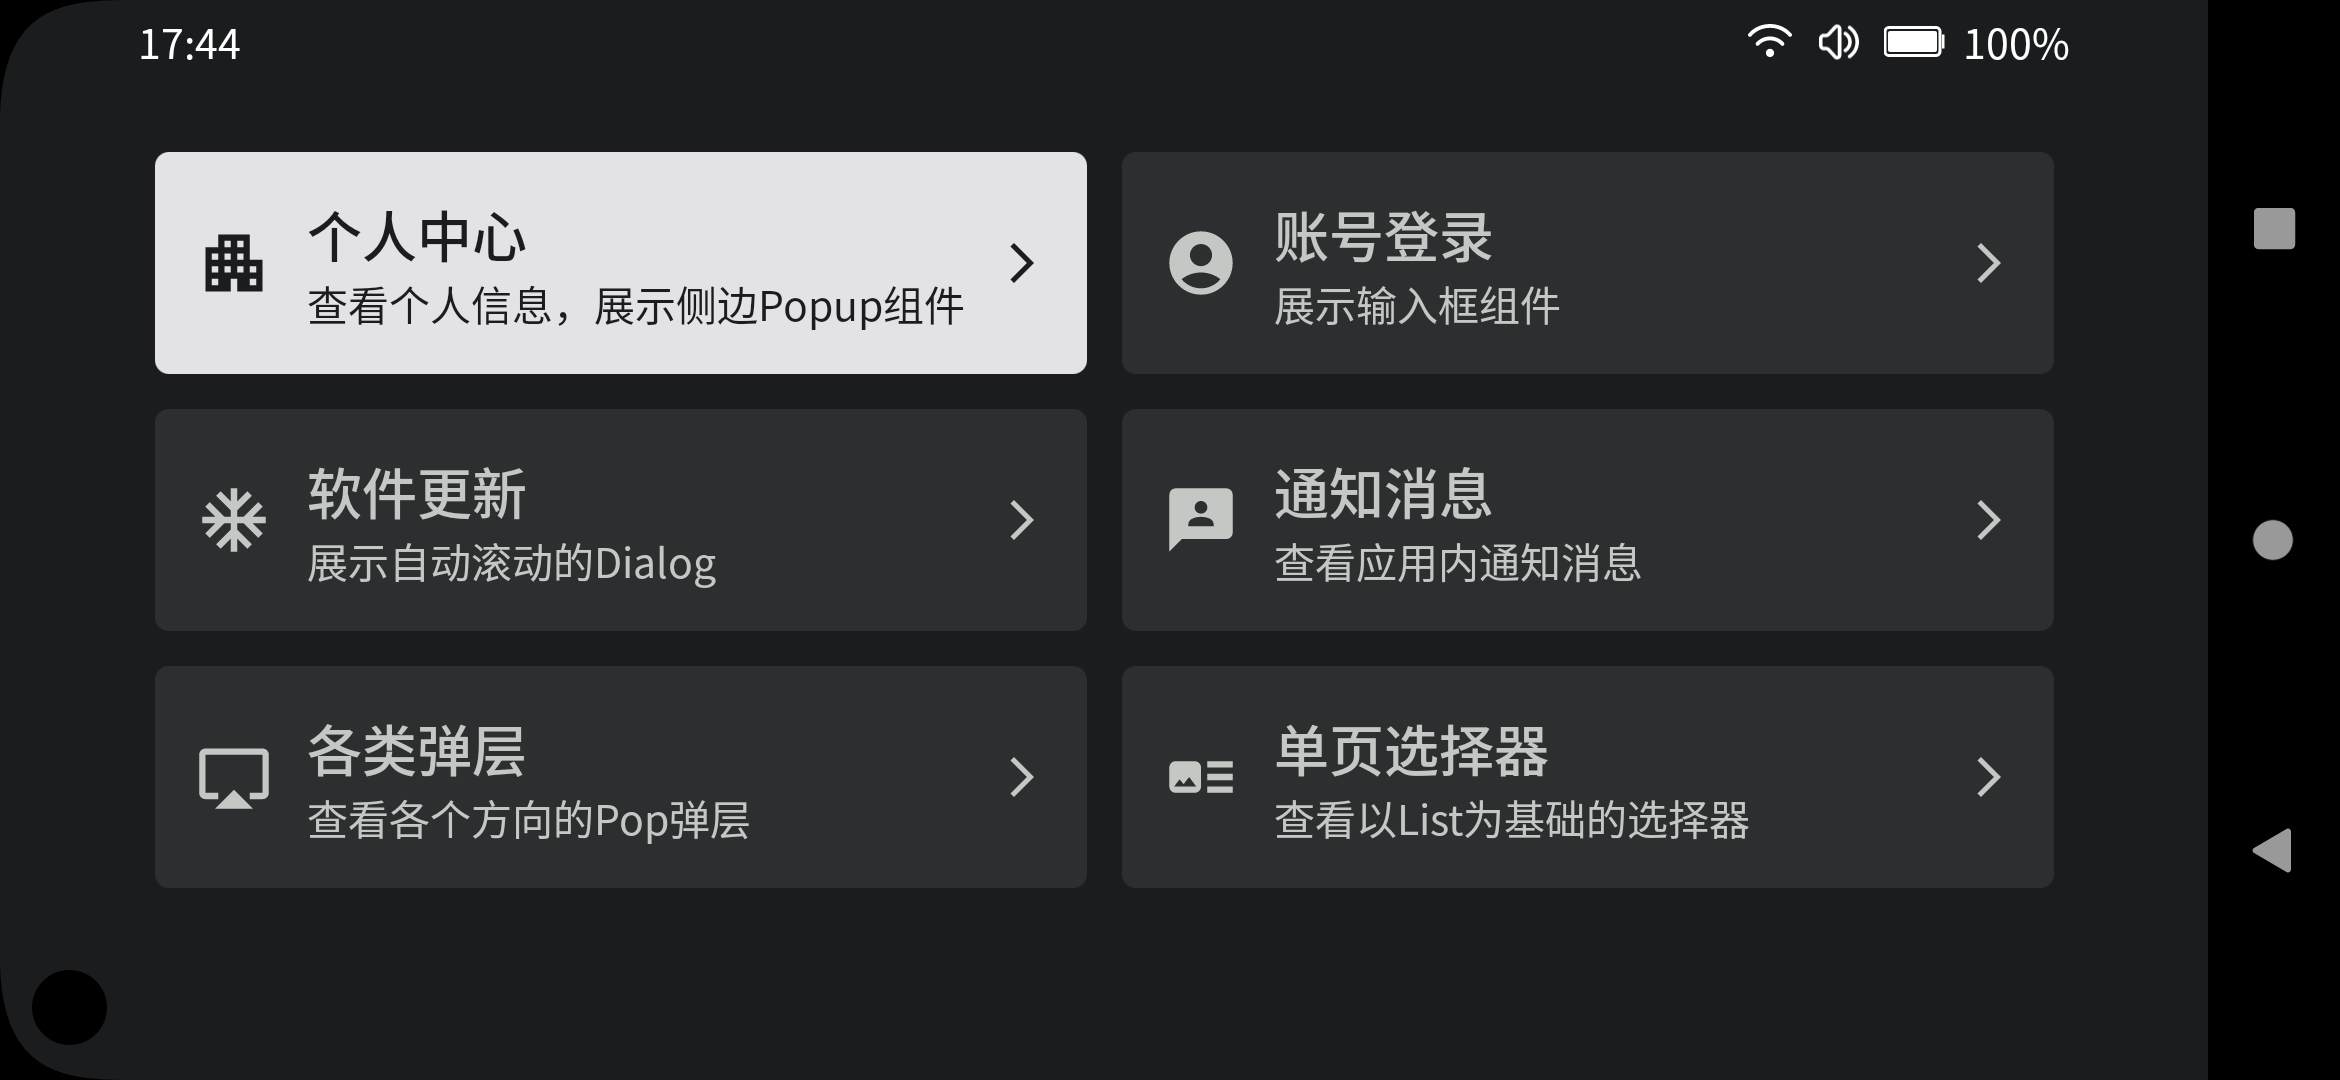 17:44
100%
个人中心
查看个人信息，展示侧边Popup组件
账号登录
展示输入框组件
软件更新
展示自动滚动的Dialog
通知消息
查看应用内通知消息
各类弹层
查看各个方向的Pop弹层
单页选择器
查看以List为基础的选择器